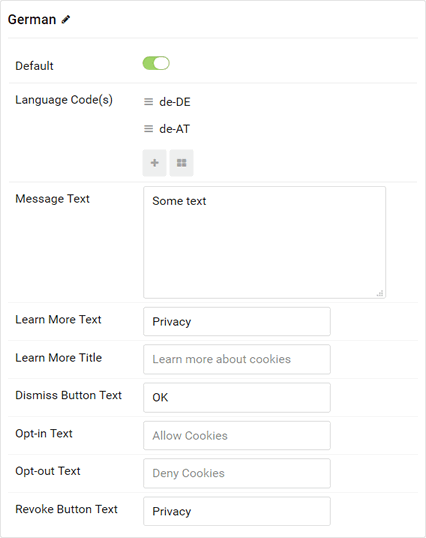 German
Default
Language Code(s)
de-DE
de-AT
Message Text
Some text
Learn More Text
Privacy
Learn More Title
Learn more about cookies
Dismiss Button Text
OK
Opt-in Text
Allow Cookies
Opt-out Text
Deny Cookies
Revoke Button Text
Privacy